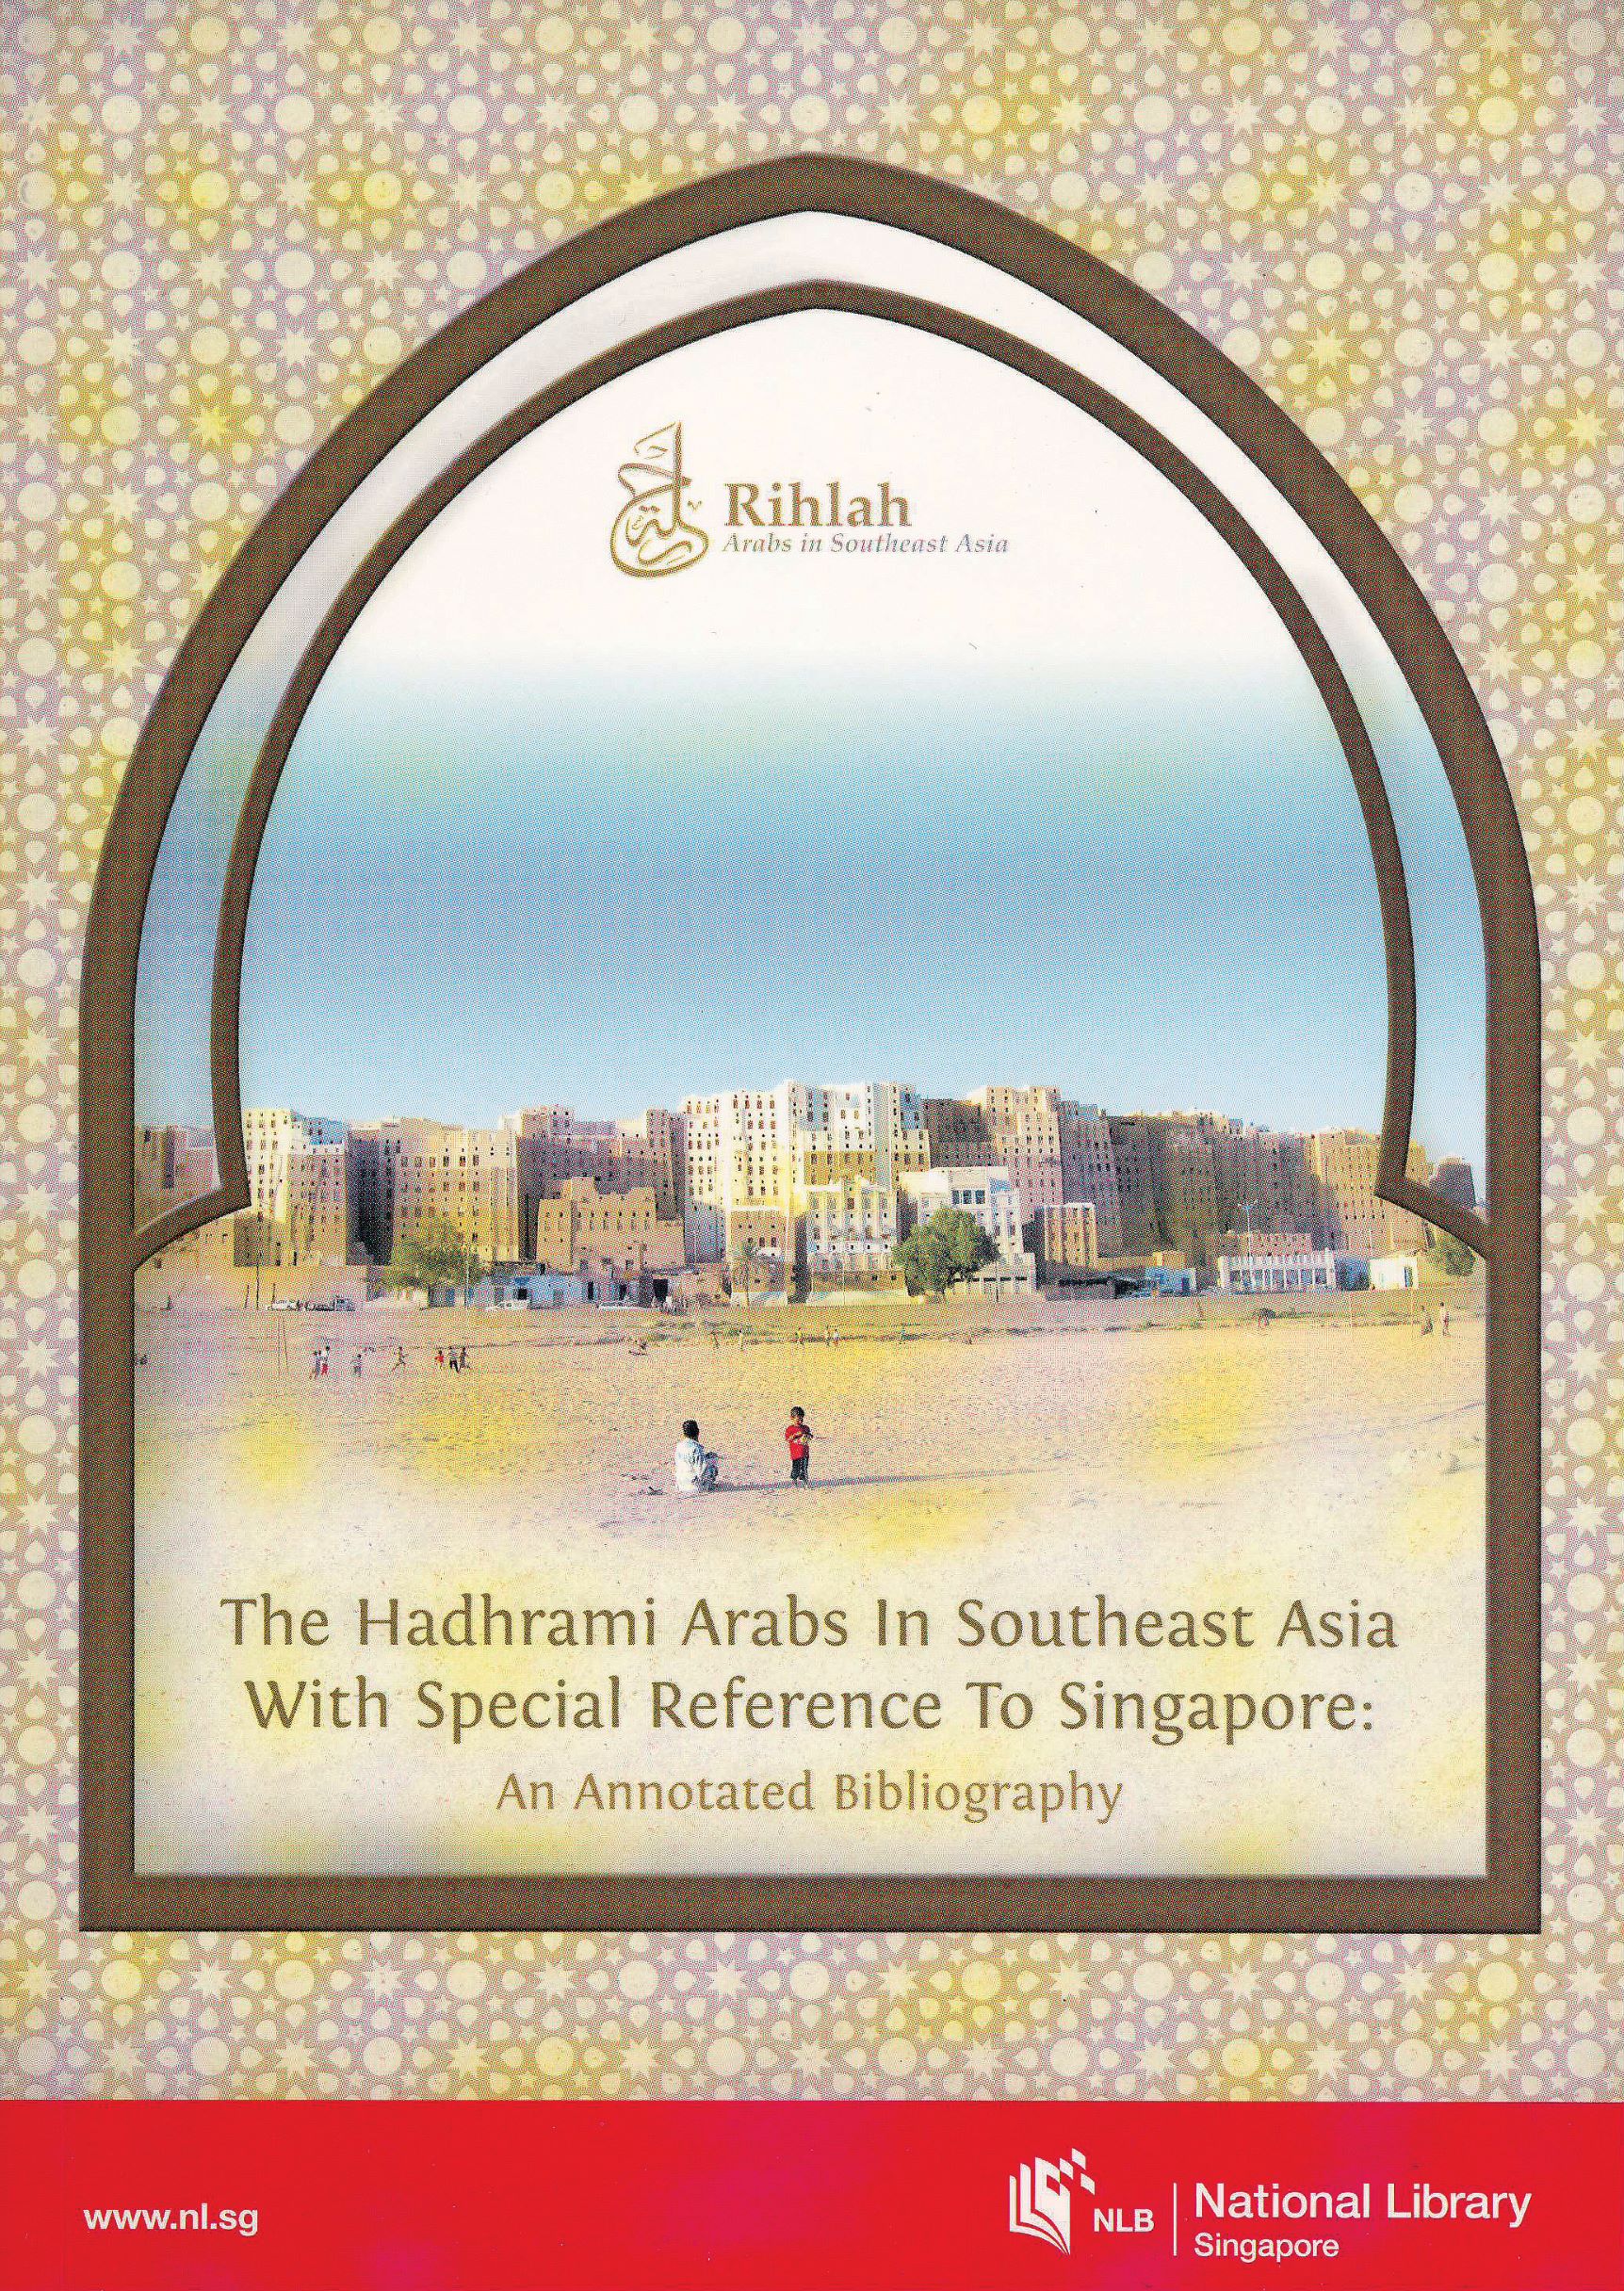 رحلة
Rihlah
Arabs in Southeast Asia
The Hadhrami Arabs In Southeast Asia
With Special Reference To Singapore:
An Annotated Bibliography
www.nl.sg
NLB
National Library
Singapore